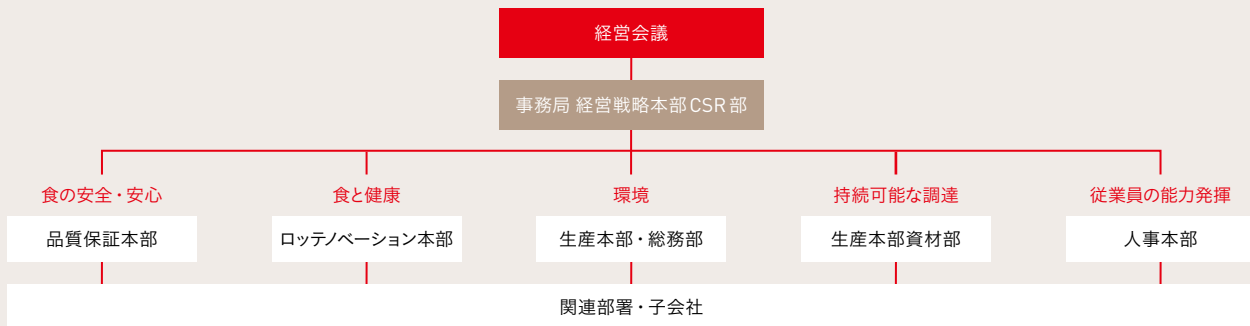 経営会議
事務局 経営戦略本部CSR部
食の安全・安心
食と健康
環境
持続可能な調達
従業員の能力発揮
品質保証本部
ロッテノベーション本部
生産本部・総務部
生産本部資材部
人事本部
関連部署・子会社